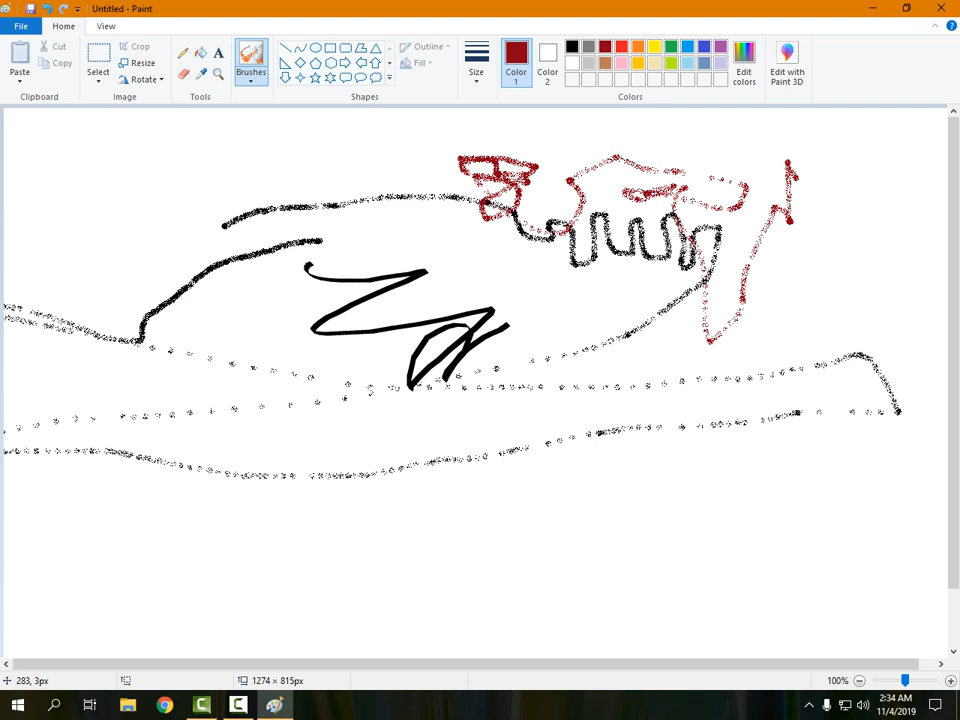 Untitled - Paint
File Home View
Paste
Cut
Copy
Clipboard
Select
Crop
Resize
Rotate
Image
A
Tools
Brushes
Outline
Fill
Shapes
Size
Color 1
Color 2
Edit colors
Colors
Edit with Paint 3D
283, 3px
1274 × 815px
100%
2:34 AM
11/4/2019